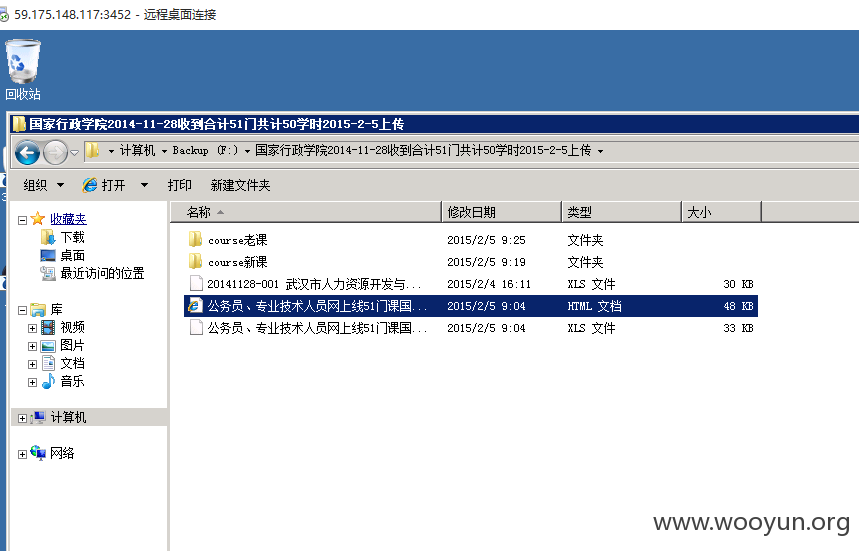 59.175.148.117:3452 - 远程桌面连接
回收站
国家行政学院2014-11-28收到合计51门共计50学时2015-2-5上传
计算机 Backup (F:) 国家行政学院2014-11-28收到合计51门共计50学时2015-2-5上传
组织 打开 打印 新建文件夹
收藏夹
下载
桌面
最近访问的位置
库
视频
图片
文档
音乐
计算机
网络
名称 修改日期 类型 大小
course老课 2015/2/5 9:25 文件夹
course新课 2015/2/5 9:19 文件夹
20141128-001 武汉市人力资源开发与... 2015/2/4 16:11 XLS 文件 30 KB
公务员、专业技术人员网上线51门课国... 2015/2/5 9:04 HTML 文档 48 KB
公务员、专业技术人员网上线51门课国... 2015/2/5 9:04 XLS 文件 33 KB
www.wooyun.org